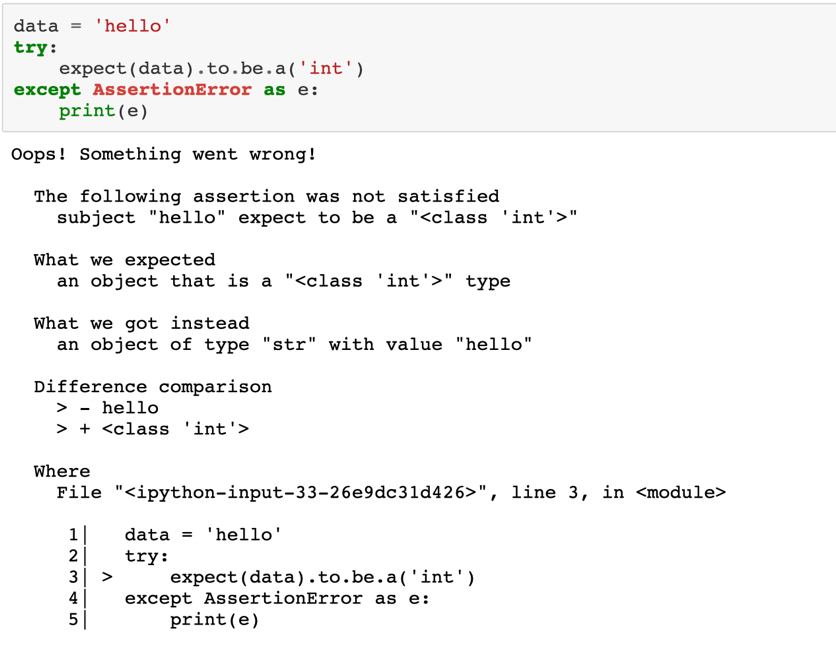 data = 'hello'
try:
    expect(data).to.be.a('int')
except AssertionError as e:
    print(e)
Oops! Something went wrong!
  The following assertion was not satisfied
    subject "hello" expect to be a "<class 'int'>"
  What we expected
    an object that is a "<class 'int'>" type
  What we got instead
    an object of type "str" with value "hello"
  Difference comparison
    > - hello
    > + <class 'int'>
  Where
    File "<ipython-input-33-26e9dc31d426>", line 3, in <module>
     1|   data = 'hello'
     2|   try:
     3| >     expect(data).to.be.a('int')
     4|   except AssertionError as e:
     5|       print(e)